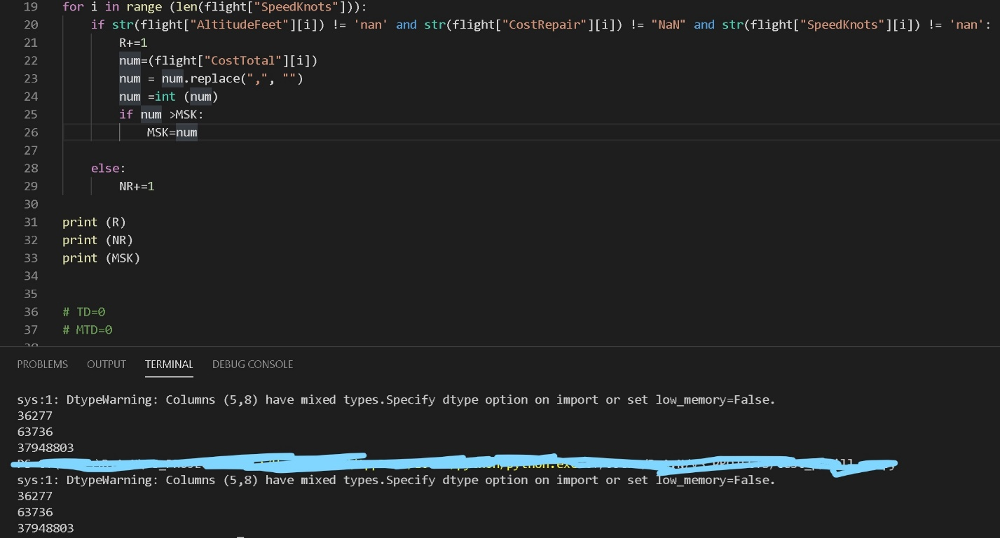 19 for i in range (len(flight["SpeedKnots"])):
20 if str(flight["AltitudeFeet"][i]) != 'nan' and str(flight["CostRepair"][i]) != "NaN" and str(flight["SpeedKnots"][i]) != 'nan':
21 R+=1
22 num=(flight["CostTotal"][i])
23 num = num.replace(",", "")
24 num =int (num)
25 if num >MSK:
26 MSK=num
27
28 else:
29 NR+=1
30
31 print (R)
32 print (NR)
33 print (MSK)
34
35
36 # TD=0
37 # MTD=0
38
PROBLEMS OUTPUT TERMINAL DEBUG CONSOLE
sys:1: DtypeWarning: Columns (5,8) have mixed types.Specify dtype option on import or set low_memory=False.
36277
63736
37948803
sys:1: DtypeWarning: Columns (5,8) have mixed types.Specify dtype option on import or set low_memory=False.
36277
63736
37948803